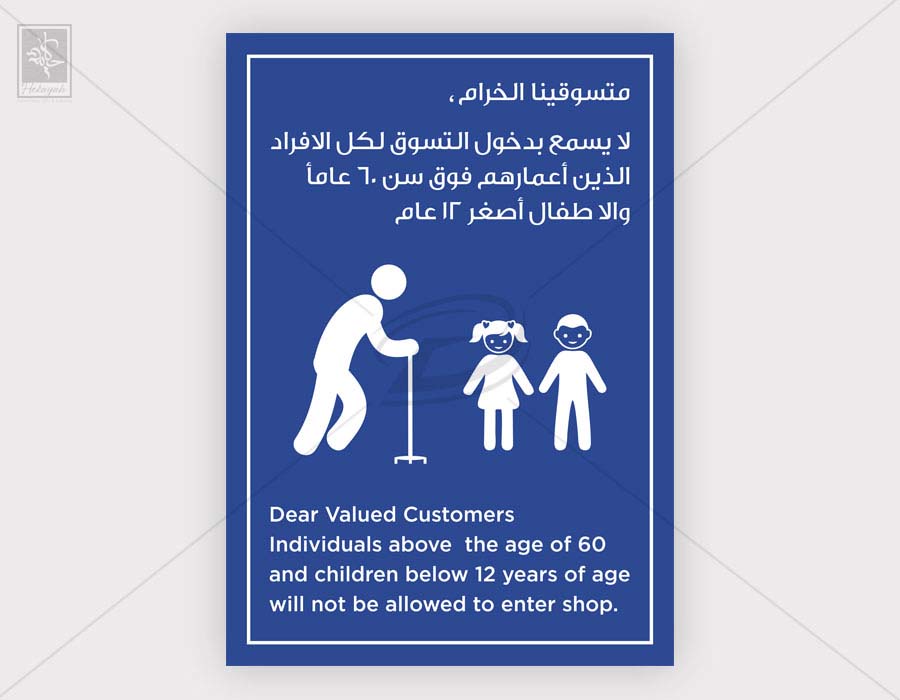 متسوقينا الخرام،
لا يسمع بدخول التسوق لكل الافراد
الذين أعمارهم فوق سن ٦٠ عاماً
والا طفال أصغر ١٢ عام
Dear Valued Customers
Individuals above the age of 60
and children below 12 years of age
will not be allowed to enter shop.
Hekayah